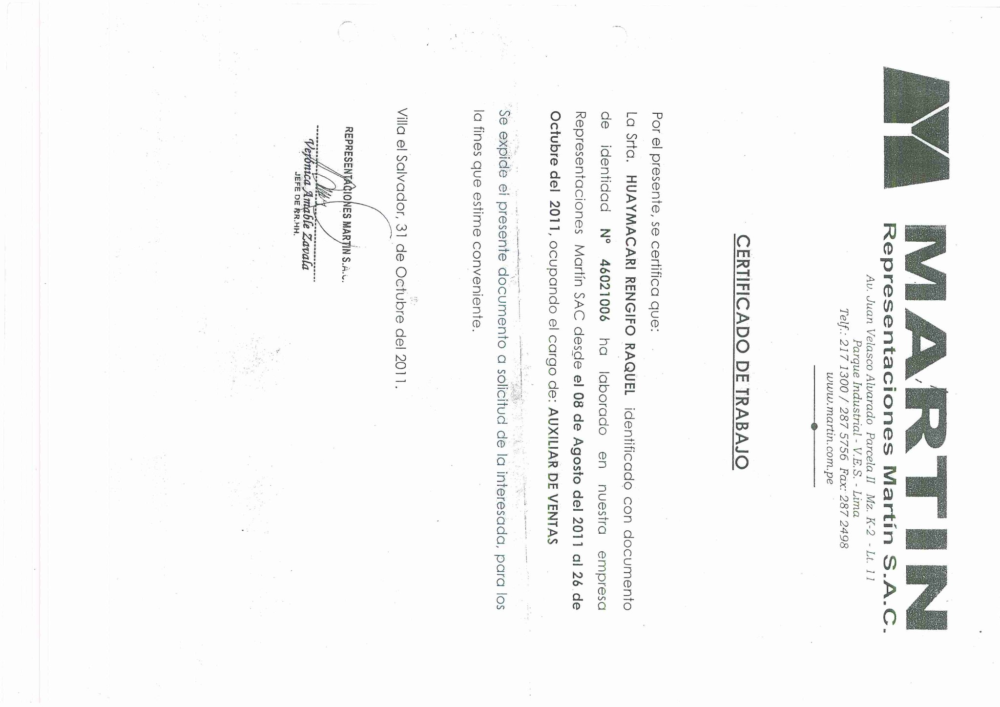 MARTIN
Representaciones Martín S.A.C.
Av. Juan Velasco Alvarado Parcela II Mz. K-2 - Lt. 11
Parque Industrial - V.E.S. - Lima
Telf.: 217 1300 / 287 5756 Fax: 287 2498
www.martin.com.pe
CERTIFICADO DE TRABAJO
Por el presente, se certifica que:
La Srta. HUAYMACARI RENGIFO RAQUEL identificado con documento
de identidad N° 46021006 ha laborado en nuestra empresa
Representaciones Martín SAC desde el 08 de Agosto del 2011 al 26 de
Octubre del 2011, ocupando el cargo de: AUXILIAR DE VENTAS
Se expide el presente documento a solicitud de la interesada, para los
la fines que estime conveniente.
Villa el Salvador, 31 de Octubre del 2011.
REPRESENTACIONES MARTIN S.A.C.
Verónica Amable Zavala
JEFE DE RR.HH.